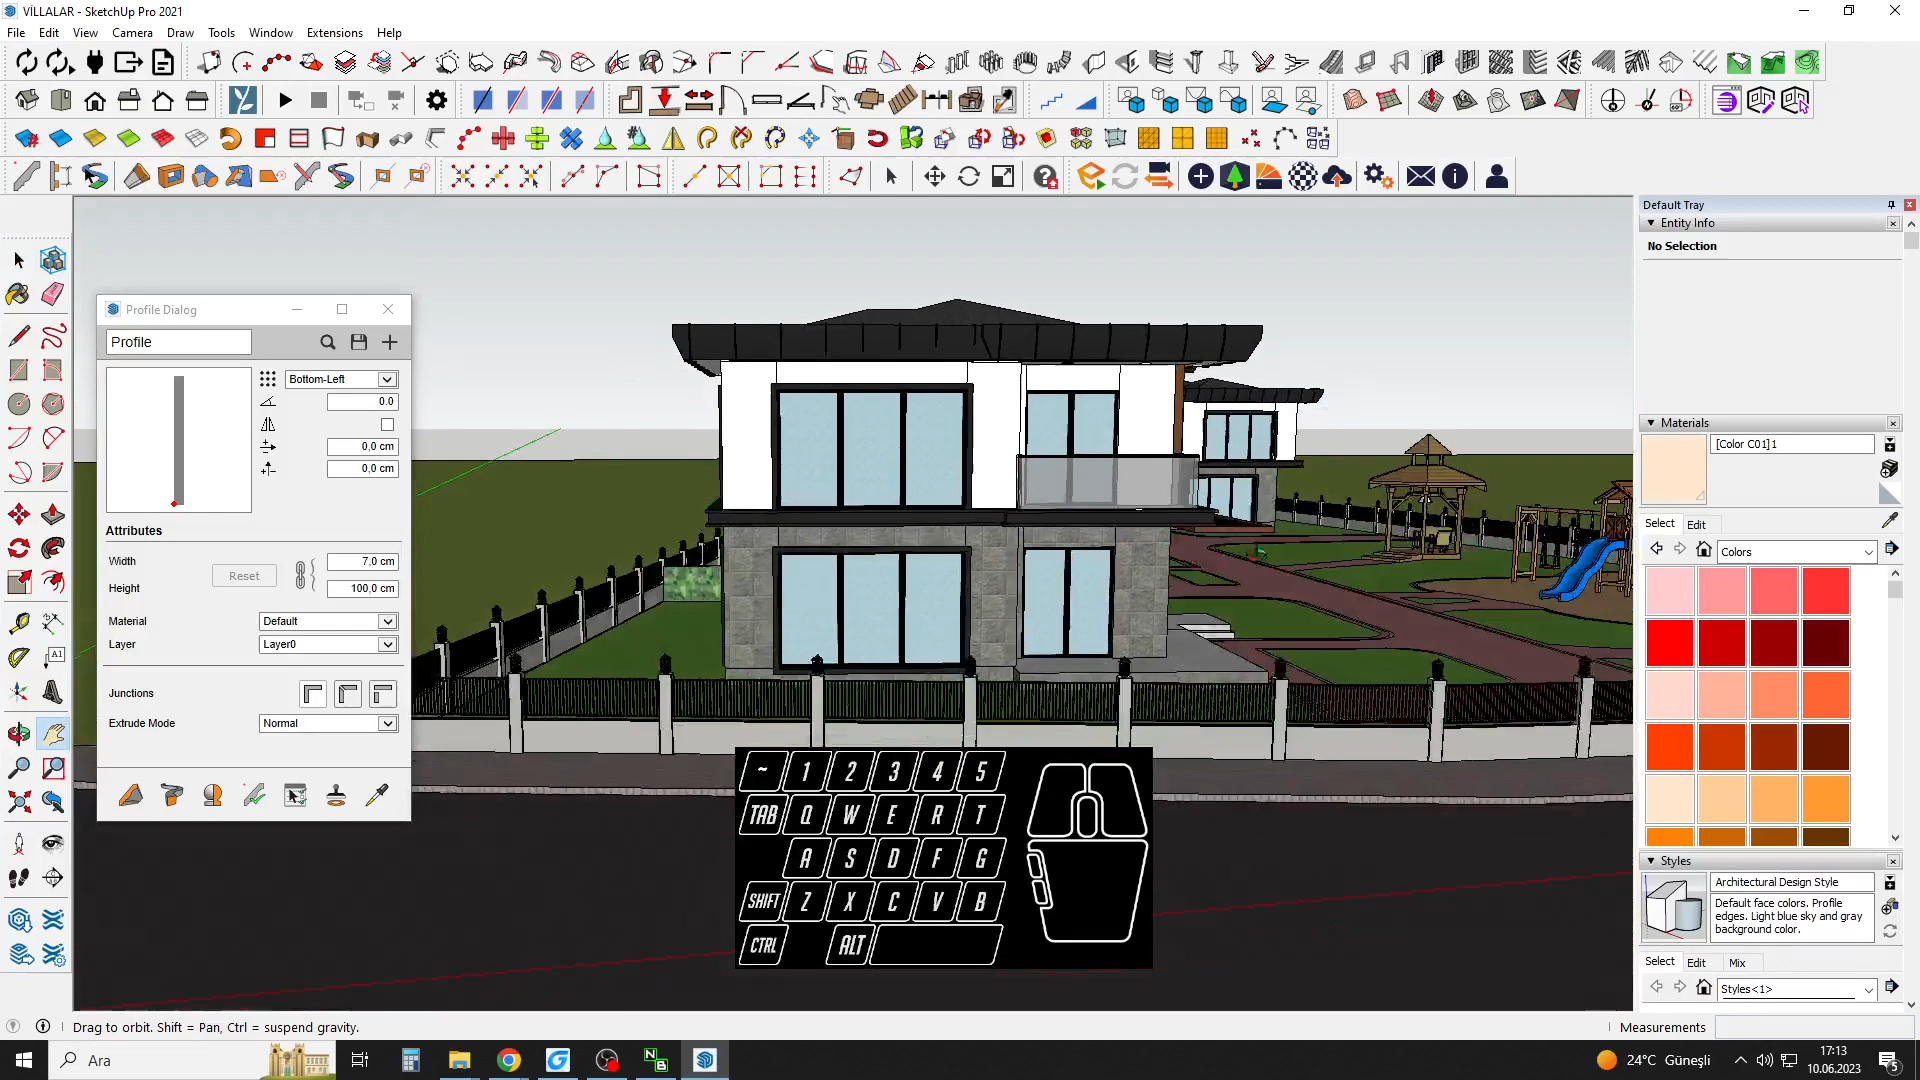 VİLLALAR - SketchUp Pro 2021
File Edit View Camera Draw Tools Window Extensions Help
Default Tray
Entity Info
No Selection
Profile Dialog
Profile
Bottom-Left
0.0
0,0 cm
0,0 cm
Attributes
Width 7,0 cm
Reset
Height 100,0 cm
Material Default
Layer Layer0
Junctions
Extrude Mode Normal
A1
Materials
[Color C01]1
Select Edit
Colors
Styles
Architectural Design Style
Default face colors. Profile
edges. Light blue sky and gray
background color.
Select Edit Mix
Styles<1>
~ 1 2 3 4 5
TAB Q W E R T
A S D F G
SHIFT Z X C V B
CTRL ALT
Drag to orbit. Shift = Pan, Ctrl = suspend gravity.
Measurements
Ara
N
B
24°C Güneşli
17:13
10.06.2023
5